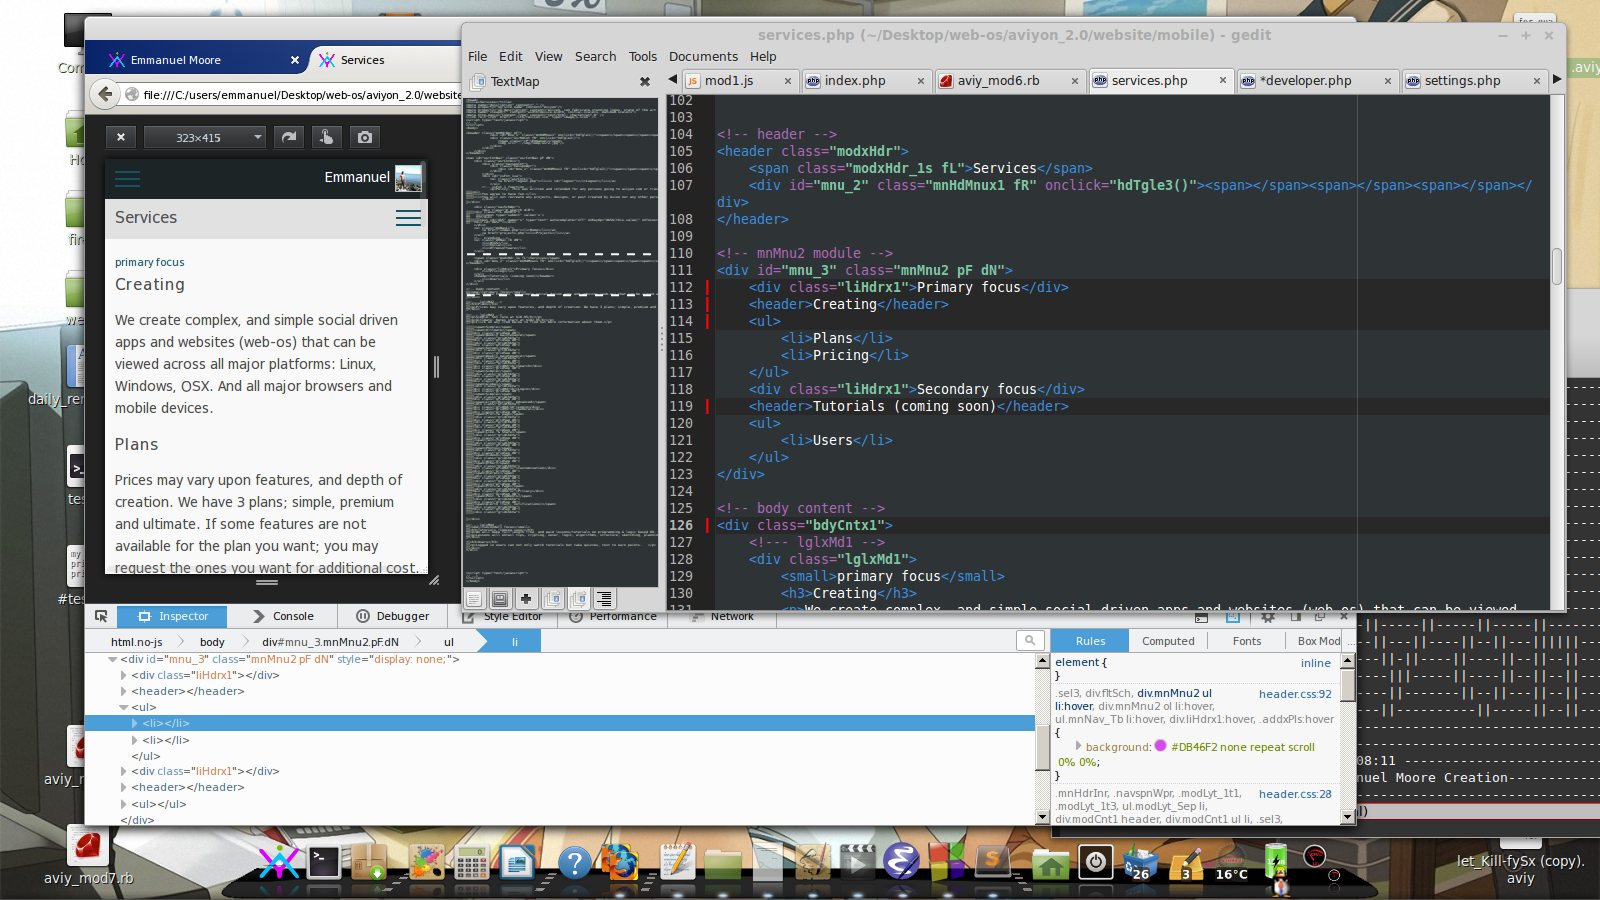 services.php (~/Desktop/web-os/aviyon_2.0/website/mobile) - gedit
File Edit View Search Tools Documents Help
TextMap
mod1.js
index.php
aviy_mod6.rb
services.php
*developer.php
settings.php
Emmanuel Moore
Services
file:///C:/users/emmanuel/Desktop/web-os/aviyon_2.0/website
323×415
Emmanuel
Services
primary focus
Creating
We create complex, and simple social driven
apps and websites (web-os) that can be
viewed across all major platforms: Linux,
Windows, OSX. And all major browsers and
mobile devices.
Plans
Prices may vary upon features, and depth of
creation. We have 3 plans; simple, premium
and ultimate. If some features are not
available for the plan you want; you may
request the ones you want for additional cost.
102
103
104 <!-- header -->
105 <header class="modxHdr">
106 <span class="modxHdr_1s fL">Services</span>
107 <div id="mnu_2" class="mnHdMnux1 fR" onclick="hdTgle3()"><span></span><span></span><span></span></
div>
108 </header>
109
110 <!-- mnMnu2 module -->
111 <div id="mnu_3" class="mnMnu2 pF dN">
112 <div class="liHdrx1">Primary focus</div>
113 <header>Creating</header>
114 <ul>
115 <li>Plans</li>
116 <li>Pricing</li>
117 </ul>
118 <div class="liHdrx1">Secondary focus</div>
119 <header>Tutorials (coming soon)</header>
120 <ul>
121 <li>Users</li>
122 </ul>
123 </div>
124
125 <!-- body content -->
126 <div class="bdyCntx1">
127 <!--- lglxMd1 -->
128 <div class="lglxMd1">
129 <small>primary focus</small>
130 <h3>Creating</h3>
131 <p>We create complex, and simple social driven apps and websites (web-os) that can be viewed
Inspector
Console
Debugger
Style Editor
Performance
Network
html.no-js
body
div#mnu_3.mnMnu2.pF.dN
ul
li
Rules
Computed
Fonts
Box Mod
<div id="mnu_3" class="mnMnu2 pF dN" style="display: none;">
<div class="liHdrx1"></div>
<header></header>
<ul>
<li></li>
<li></li>
</ul>
<div class="liHdrx1"></div>
<header></header>
<ul></ul>
</div>
element {
inline
}
.sel3, div.fltSch, div.mnMnu2 ul
header.css:92
li:hover, div.mnMnu2 ol li:hover,
ul.mnNav_Tb li:hover, div.liHdrx1:hover, .addxPls:hover
{
background: #DB46F2 none repeat scroll
0% 0%;
}
.mnHdrInr, .navspnWpr, .modLyt_1t1,
header.css:28
.modLyt_1t3, ul.modLyt_Sep li,
div.modCnt1 header, div.modCnt1 ul li, .sel3,
08:11
nuel Moore Creation
daily_rer
aviy_mod7.rb
let_Kill-fySx (copy).
aviy
26
3
16°C